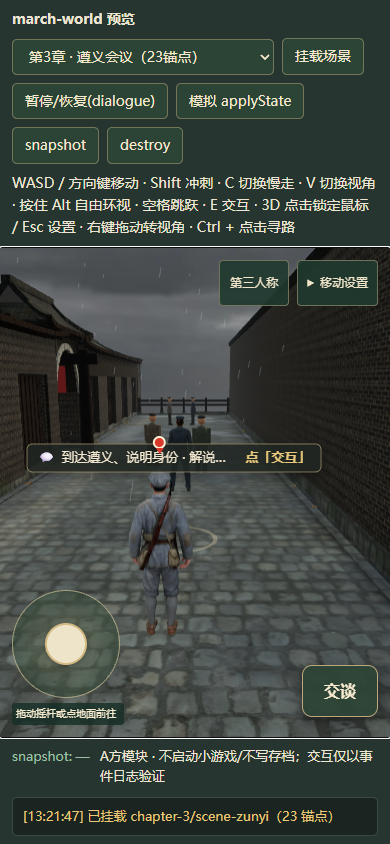 march-world 预览
第3章 · 遵义会议（23锚点）
挂载场景
暂停/恢复(dialogue)
模拟 applyState
snapshot
destroy
WASD / 方向键移动 · Shift 冲刺 · C 切换慢走 · V 切换视角
· 按住 Alt 自由环视 · 空格跳跃 · E 交互 · 3D 点击锁定鼠标
/ Esc 设置 · 右键拖动转视角 · Ctrl + 点击寻路
第三人称
▶ 移动设置
💬 到达遵义、说明身份 · 解说... 点「交互」
拖动摇杆或点地面前往
交谈
snapshot: —
A方模块 · 不启动小游戏/不写存档；交互仅以事
件日志验证
[13:21:47] 已挂载 chapter-3/scene-zunyi（23 锚点）